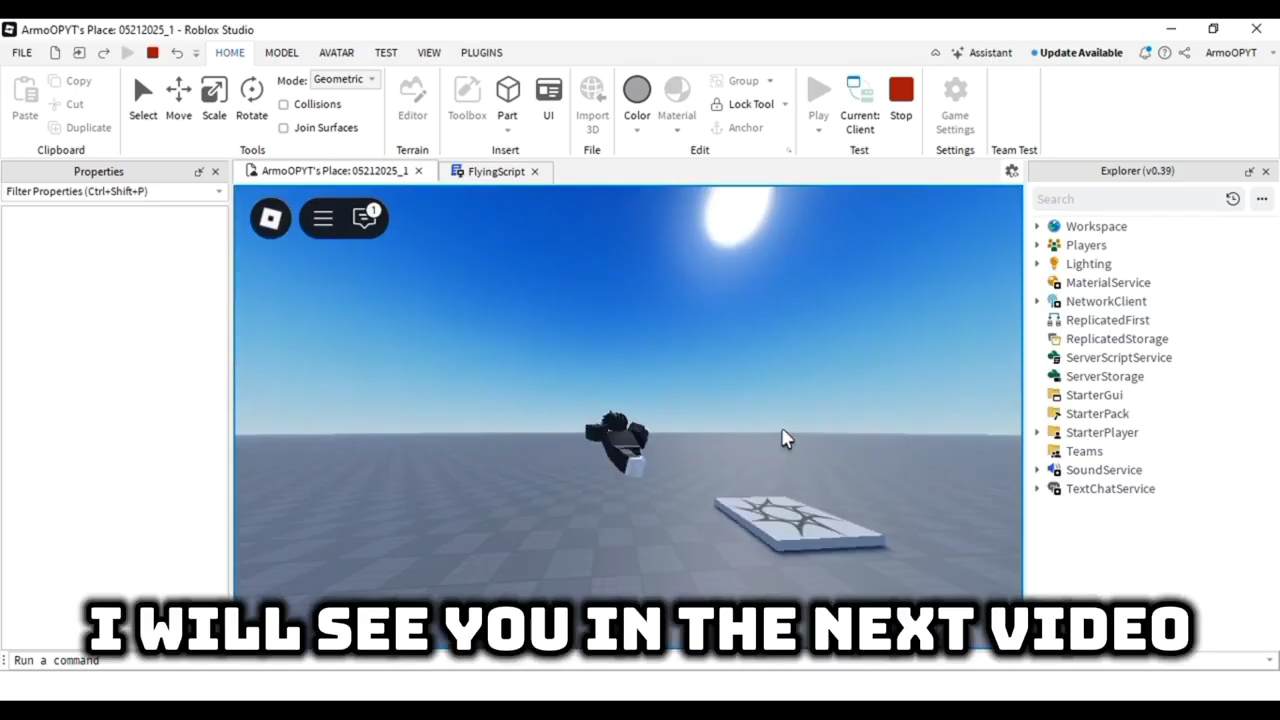 ArmoOPYT's Place: 05212025_1 - Roblox Studio
FILE HOME MODEL AVATAR TEST VIEW PLUGINS Assistant Update Available ArmoOPYT
Paste Copy Cut Duplicate
Clipboard
Select Move Scale Rotate Mode: Geometric Collisions Join Surfaces
Tools
Editor
Terrain
Toolbox Part UI
Insert
Import 3D
File
Color Material Group Lock Tool Anchor
Edit
Play Current: Client Stop
Test
Game Settings
Settings
Team Test
Properties
Filter Properties (Ctrl+Shift+P)
ArmoOPYT's Place: 05212025_1 FlyingScript
1
Explorer (v0.39)
Search
Workspace
Players
Lighting
MaterialService
NetworkClient
ReplicatedFirst
ReplicatedStorage
ServerScriptService
ServerStorage
StarterGui
StarterPack
StarterPlayer
Teams
SoundService
TextChatService
I WILL SEE YOU IN THE NEXT VIDEO
Run a command